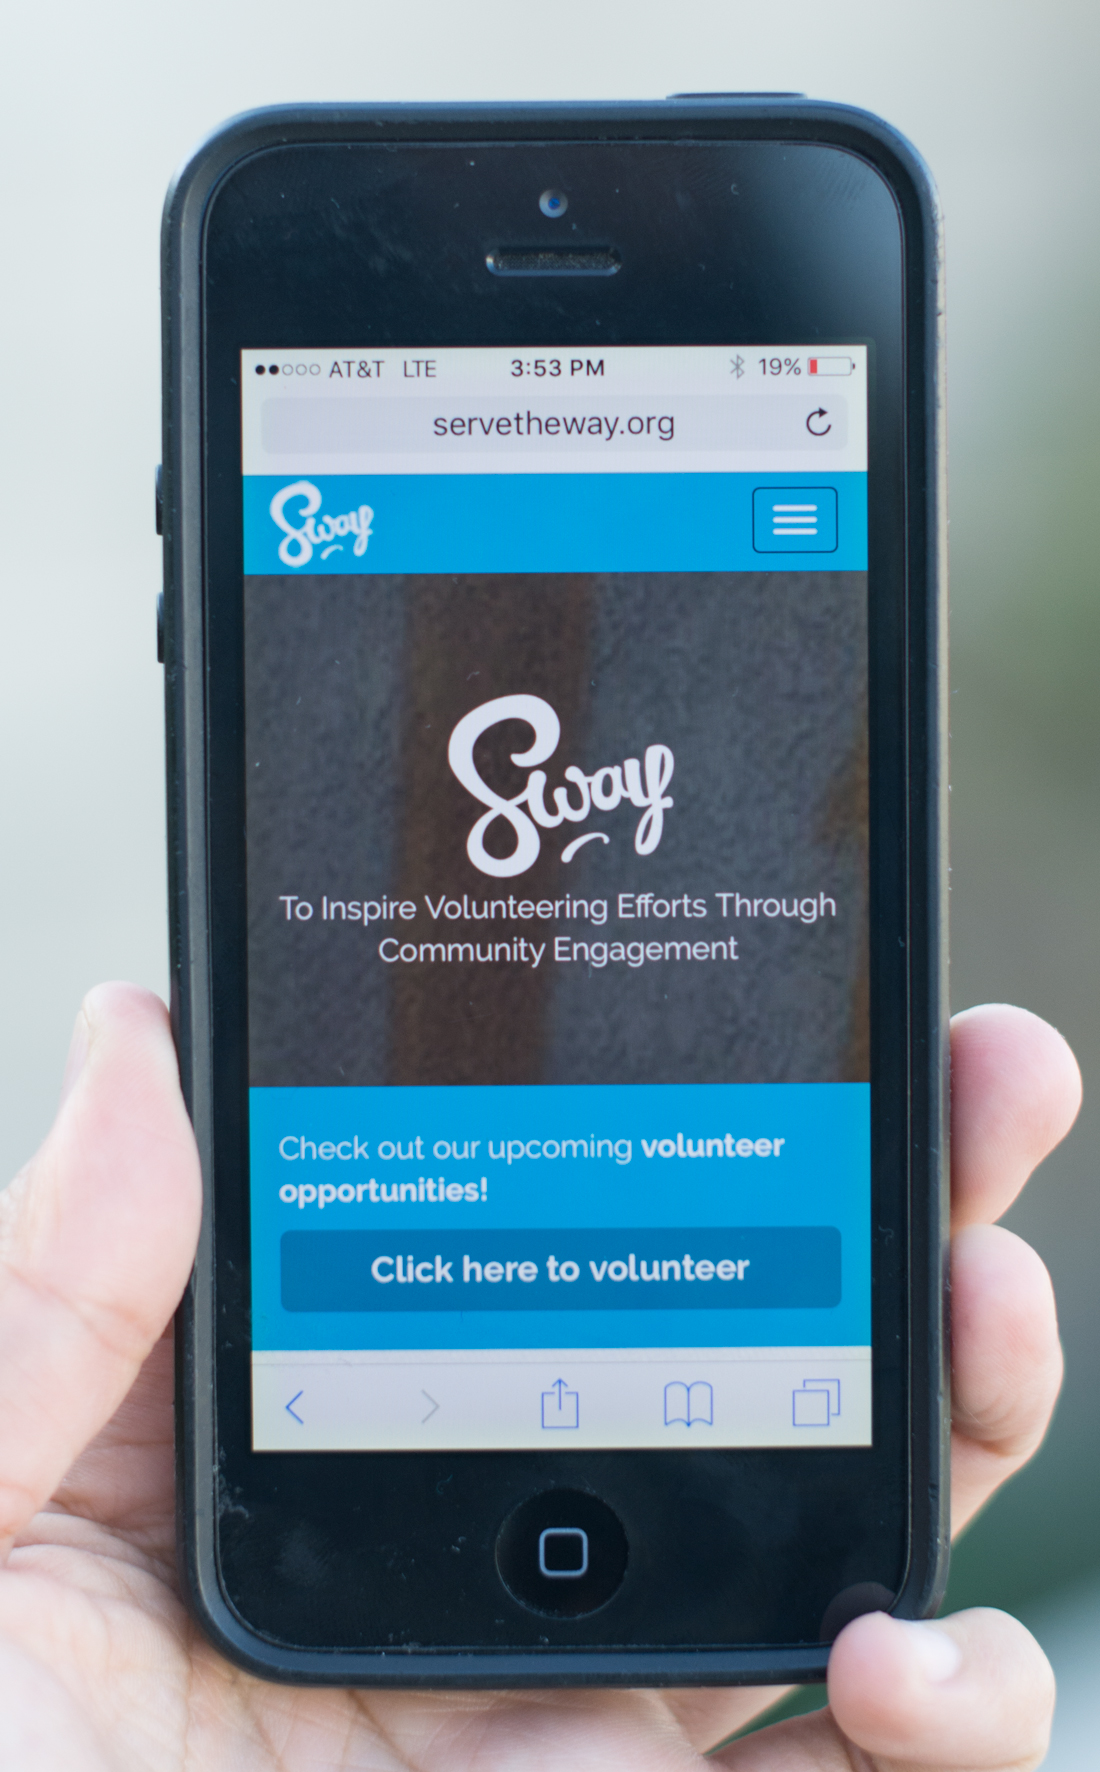 AT&T LTE 3:53 PM 19%
servetheway.org
Sway
Sway
To Inspire Volunteering Efforts Through
Community Engagement
Check out our upcoming volunteer
opportunities!
Click here to volunteer